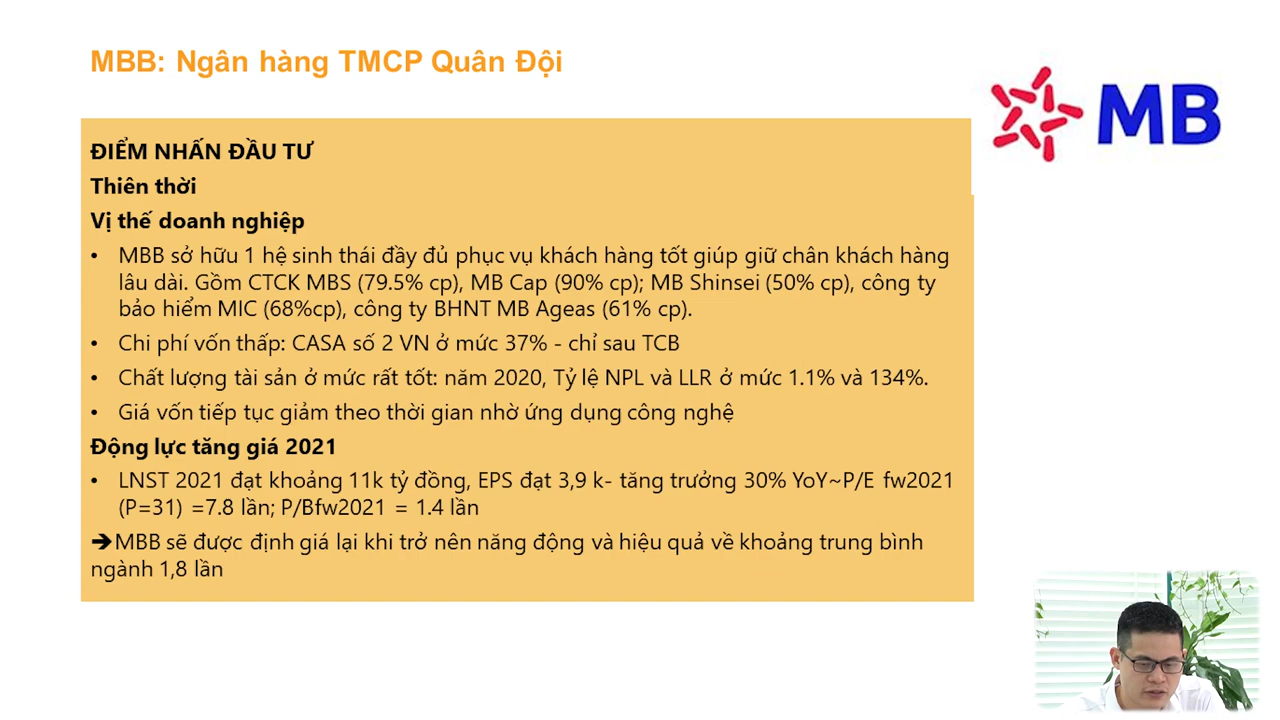 MBB: Ngân hàng TMCP Quân Đội
MB
ĐIỂM NHẤN ĐẦU TƯ
Thiên thời
Vị thế doanh nghiệp
• MBB sở hữu 1 hệ sinh thái đầy đủ phục vụ khách hàng tốt giúp giữ chân khách hàng
lâu dài. Gồm CTCK MBS (79.5% cp), MB Cap (90% cp); MB Shinsei (50% cp), công ty
bảo hiểm MIC (68%cp), công ty BHNT MB Ageas (61% cp).
• Chi phí vốn thấp: CASA số 2 VN ở mức 37% - chỉ sau TCB
• Chất lượng tài sản ở mức rất tốt: năm 2020, Tỷ lệ NPL và LLR ở mức 1.1% và 134%.
• Giá vốn tiếp tục giảm theo thời gian nhờ ứng dụng công nghệ
Động lực tăng giá 2021
• LNST 2021 đạt khoảng 11k tỷ đồng, EPS đạt 3,9 k- tăng trưởng 30% YoY~P/E fw2021
(P=31) =7.8 lần; P/Bfw2021 = 1.4 lần
➔MBB sẽ được định giá lại khi trở nên năng động và hiệu quả về khoảng trung bình
ngành 1,8 lần